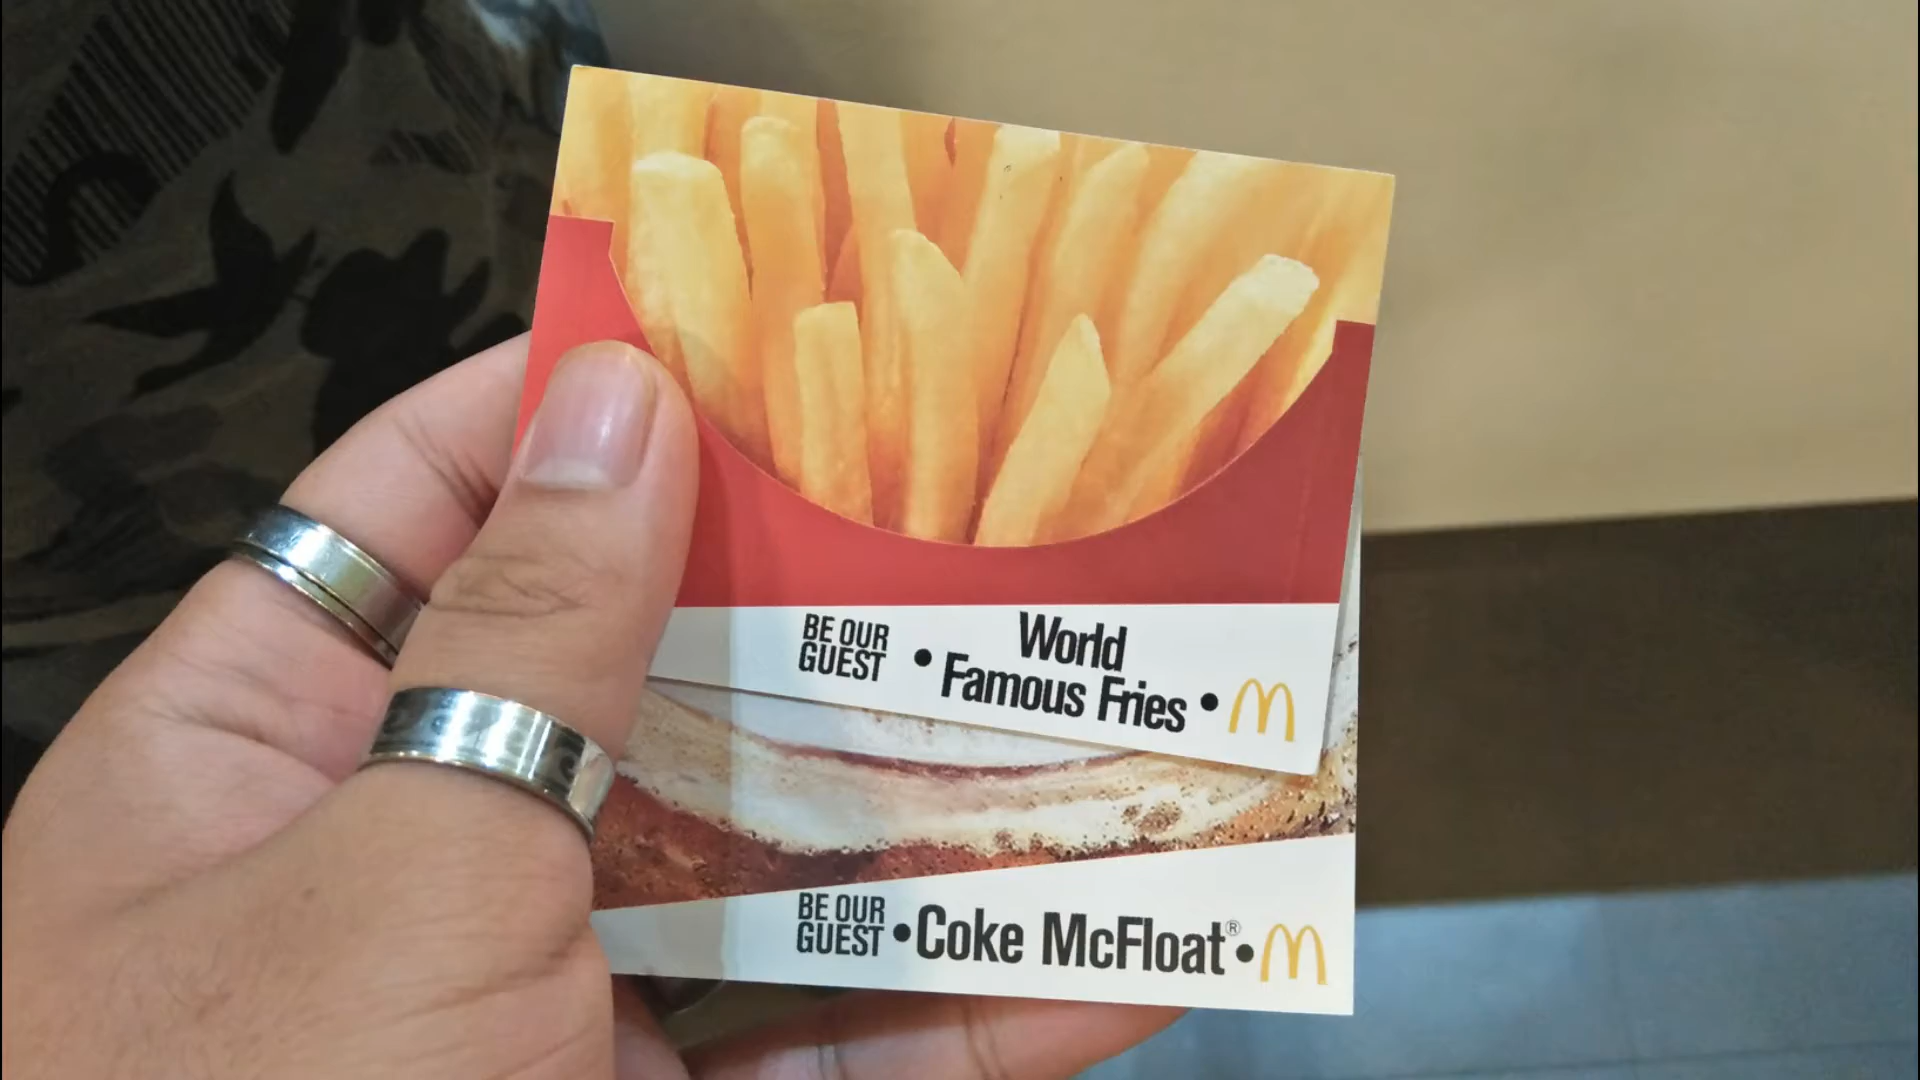 BE OUR
GUEST
• World
Famous Fries •
BE OUR
GUEST
• Coke McFloat® •